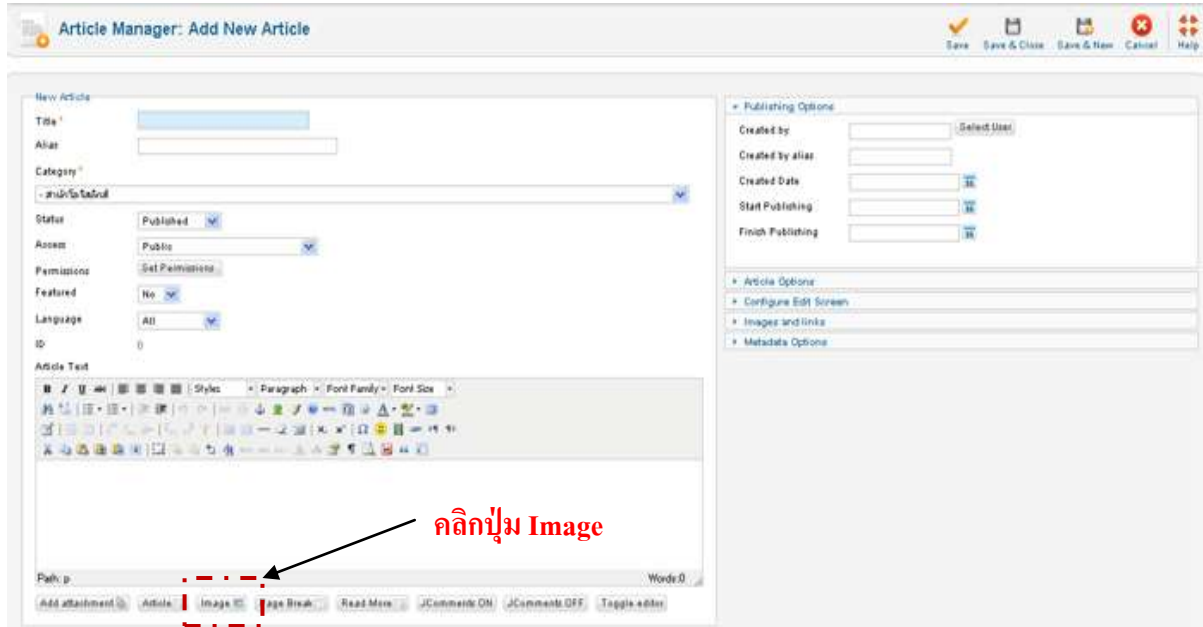 Article Manager: Add New Article
Save Save & Close Save & New Cancel Help
New Article
Title *
Alias
Category *
Status Published
Access Public
Permissions Set Permissions
Featured No
Language All
ID 0
Article Text
B I U ABC Styles Paragraph Font Family Font Size
คลิกปุ่ม Image
Path: p Words:0
Add attachment Article Image Page Break Read More JComments ON JComments OFF Toggle editor
Publishing Options
Created by Select User
Created by alias
Created Date
Start Publishing
Finish Publishing
Article Options
Configure Edit Screen
Images and links
Metadata Options